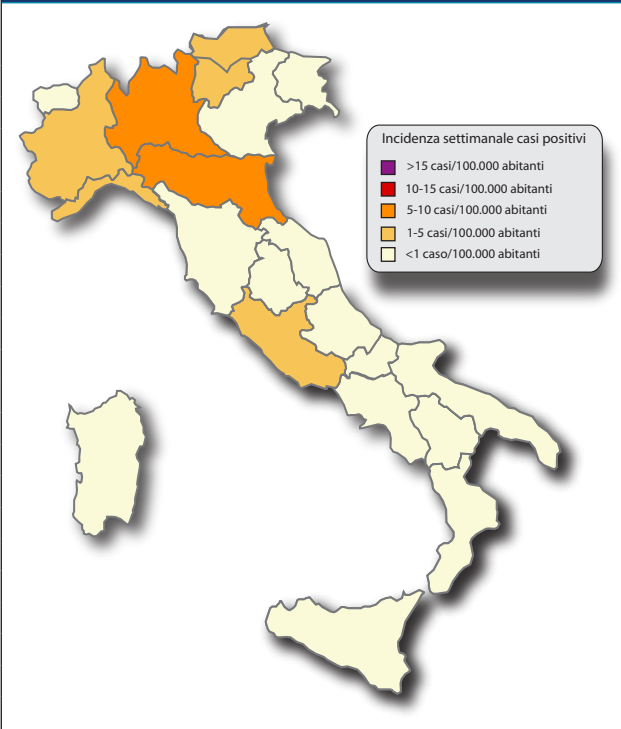 Incidenza settimanale casi positivi
>15 casi/100.000 abitanti
10-15 casi/100.000 abitanti
5-10 casi/100.000 abitanti
1-5 casi/100.000 abitanti
<1 caso/100.000 abitanti